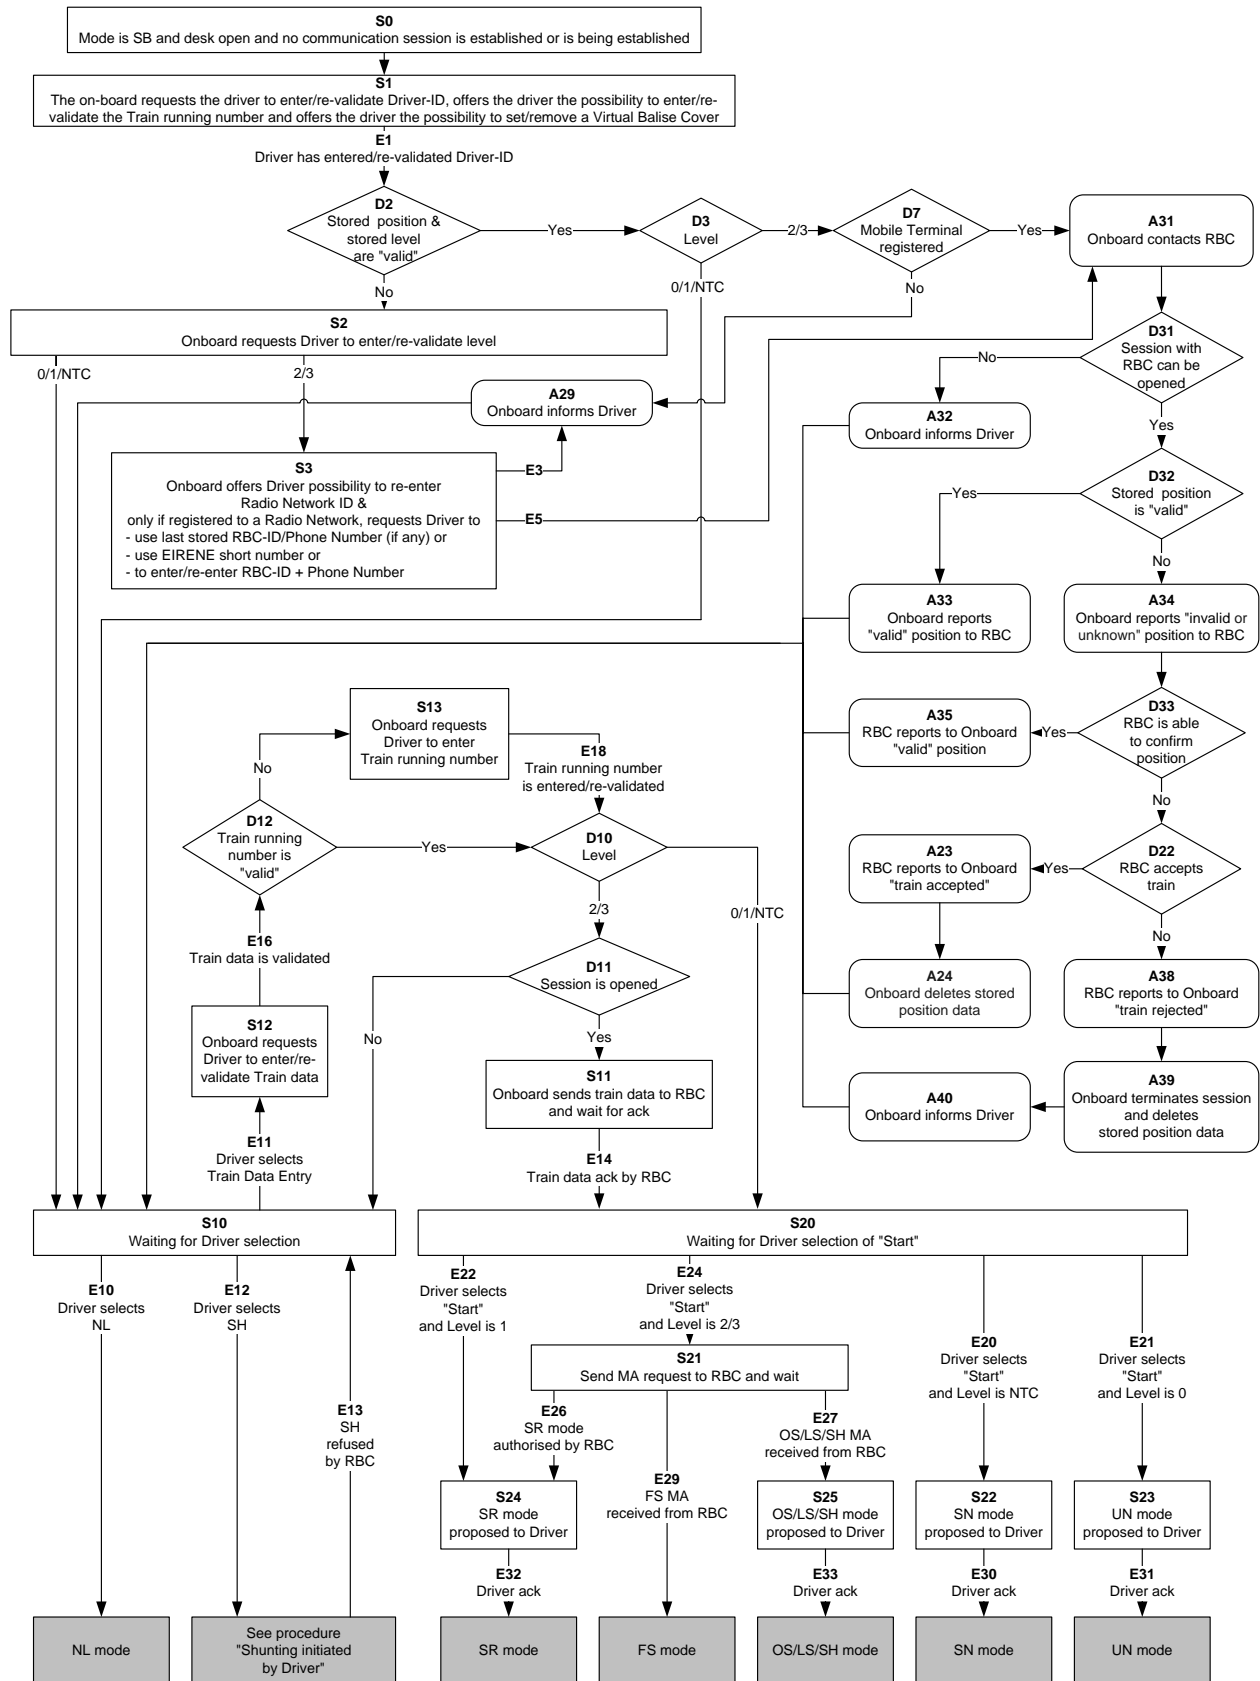 S0
Mode is SB and desk open and no communication session is established or is being established
S1
The on-board requests the driver to enter/re-validate Driver-ID, offers the driver the possibility to enter/re-
validate the Train running number and offers the driver the possibility to set/remove a Virtual Balise Cover
E1
Driver has entered/re-validated Driver-ID
D2
Stored position &
stored level
are "valid"
Yes
No
D3
Level
2/3
0/1/NTC
D7
Mobile Terminal
registered
Yes
No
A31
Onboard contacts RBC
S2
Onboard requests Driver to enter/re-validate level
0/1/NTC
2/3
D31
Session with
RBC can be
opened
No
Yes
A29
Onboard informs Driver
A32
Onboard informs Driver
S3
Onboard offers Driver possibility to re-enter
Radio Network ID &
only if registered to a Radio Network, requests Driver to
- use last stored RBC-ID/Phone Number (if any) or
- use EIRENE short number or
- to enter/re-enter RBC-ID + Phone Number
E3
E5
D32
Stored position
is "valid"
Yes
No
A33
Onboard reports
"valid" position to RBC
A34
Onboard reports "invalid or
unknown" position to RBC
S13
Onboard requests
Driver to enter
Train running number
E18
Train running number
is entered/re-validated
A35
RBC reports to Onboard
"valid" position
Yes
D33
RBC is able
to confirm
position
No
No
D12
Train running
number is
"valid"
Yes
D10
Level
2/3
0/1/NTC
A23
RBC reports to Onboard
"train accepted"
Yes
D22
RBC accepts
train
No
E16
Train data is validated
D11
Session is opened
No
Yes
A24
Onboard deletes stored
position data
A38
RBC reports to Onboard
"train rejected"
S12
Onboard requests
Driver to enter/re-
validate Train data
S11
Onboard sends train data to RBC
and wait for ack
A40
Onboard informs Driver
A39
Onboard terminates session
and deletes
stored position data
E11
Driver selects
Train Data Entry
E14
Train data ack by RBC
S10
Waiting for Driver selection
S20
Waiting for Driver selection of "Start"
E10
Driver selects
NL
E12
Driver selects
SH
E13
SH
refused
by RBC
E22
Driver selects
"Start"
and Level is 1
E24
Driver selects
"Start"
and Level is 2/3
E20
Driver selects
"Start"
and Level is NTC
E21
Driver selects
"Start"
and Level is 0
S21
Send MA request to RBC and wait
E26
SR mode
authorised by RBC
E29
FS MA
received from RBC
E27
OS/LS/SH MA
received from RBC
S24
SR mode
proposed to Driver
S25
OS/LS/SH mode
proposed to Driver
S22
SN mode
proposed to Driver
S23
UN mode
proposed to Driver
E32
Driver ack
E33
Driver ack
E30
Driver ack
E31
Driver ack
NL mode
See procedure
"Shunting initiated
by Driver"
SR mode
FS mode
OS/LS/SH mode
SN mode
UN mode